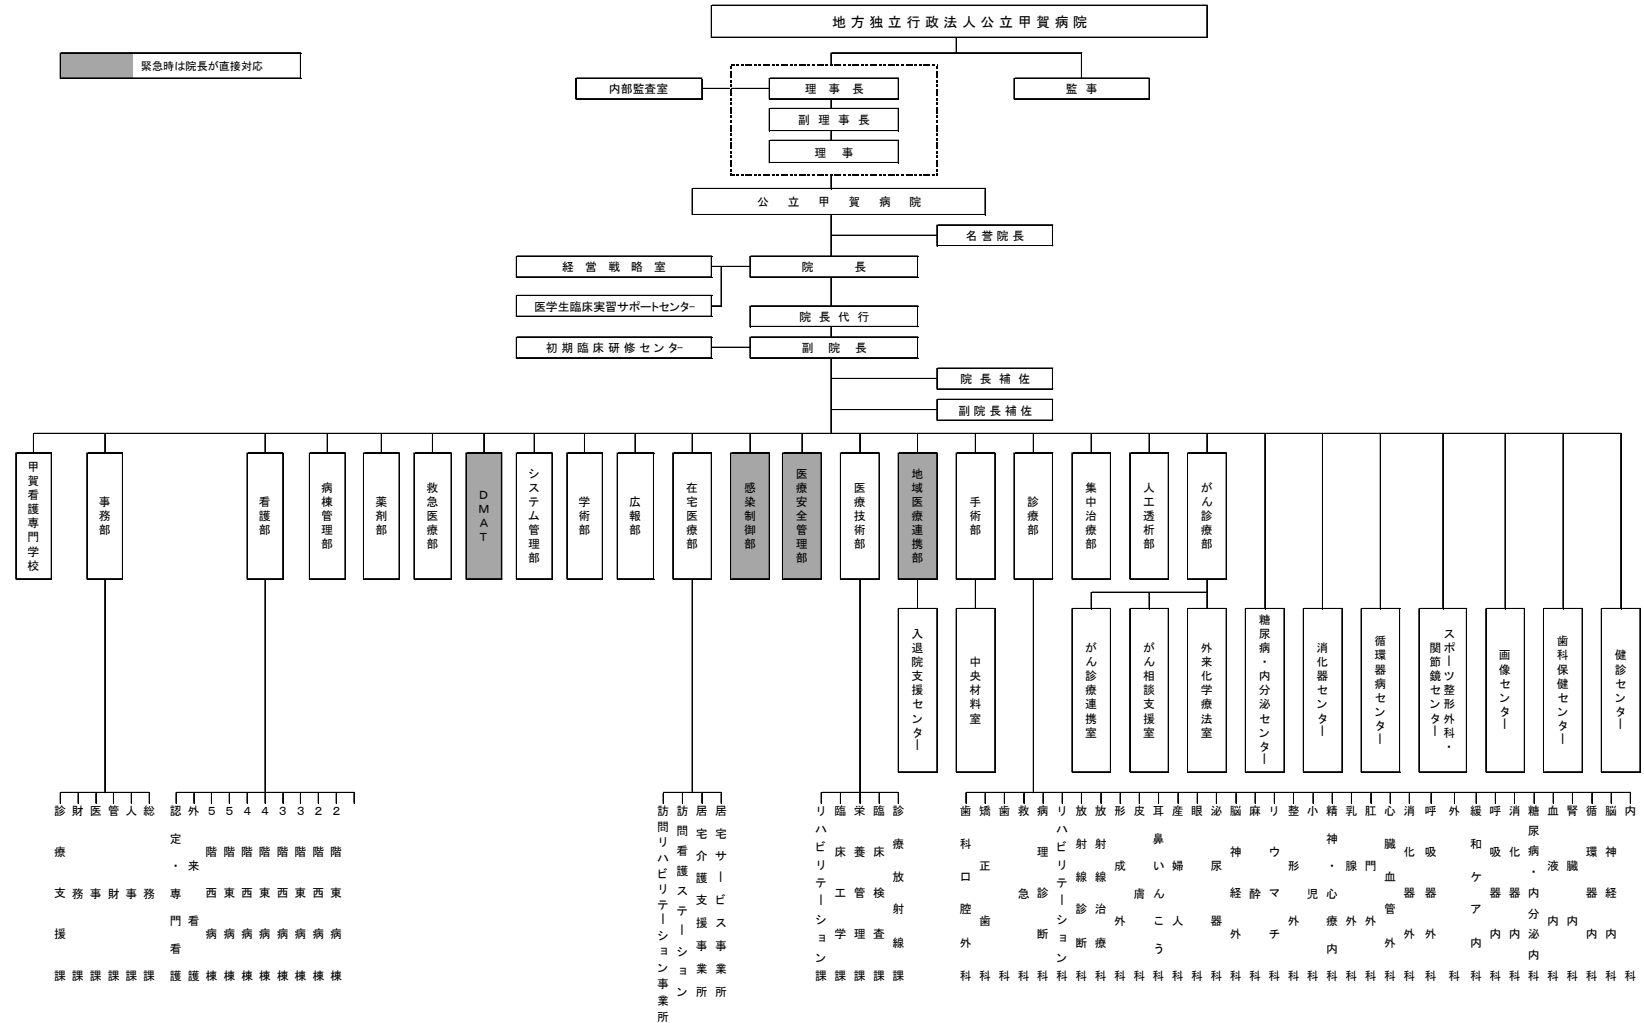 地方独立行政法人公立甲賀病院
緊急時は院長が直接対応
内部監査室
理事長
監事
副理事長
理事
公立甲賀病院
名誉院長
経営戦略室
院長
医学生臨床実習サポートセンター
院長代行
初期臨床研修センター
副院長
院長補佐
副院長補佐
甲賀看護専門学校
事務部
看護部
病棟管理部
薬剤部
救急医療部
DMAT
システム管理部
学術部
広報部
在宅医療部
感染制御部
医療安全管理部
医療技術部
地域医療連携部
手術部
診療部
集中治療部
人工透析部
がん診療部
入退院支援センター
中央材料室
がん診療連携室
がん相談支援室
外来化学療法室
糖尿病・内分泌センター
消化器センター
循環器病センター
スポーツ整形外科・
関節鏡センター
画像センター
歯科保健センター
健診センター
診療支援課
財務課
医事課
管財課
人事課
総務課
認定・専門看護
外来看護
5階西病棟
5階東病棟
4階西病棟
4階東病棟
3階西病棟
3階東病棟
2階西病棟
2階東病棟
訪問リハビリテーション事業所
訪問看護ステーション
居宅介護支援事業所
居宅サービス事業所
リハビリテーション課
臨床工学課
栄養管理課
臨床検査課
診療放射線課
歯科口腔外科
矯正歯科
歯科
救急科
病理診断科
リハビリテーション科
放射線診断科
放射線治療科
形成外科
皮膚科
耳鼻いんこう科
産婦人科
眼科
泌尿器科
脳神経外科
麻酔科
リウマチ科
整形外科
小児科
精神・心療内科
乳腺外科
肛門外科
心臓血管外科
消化器外科
呼吸器外科
外科
緩和ケア内科
呼吸器内科
消化器内科
糖尿病・内分泌内科
血液内科
腎臓内科
循環器内科
脳神経内科
内科